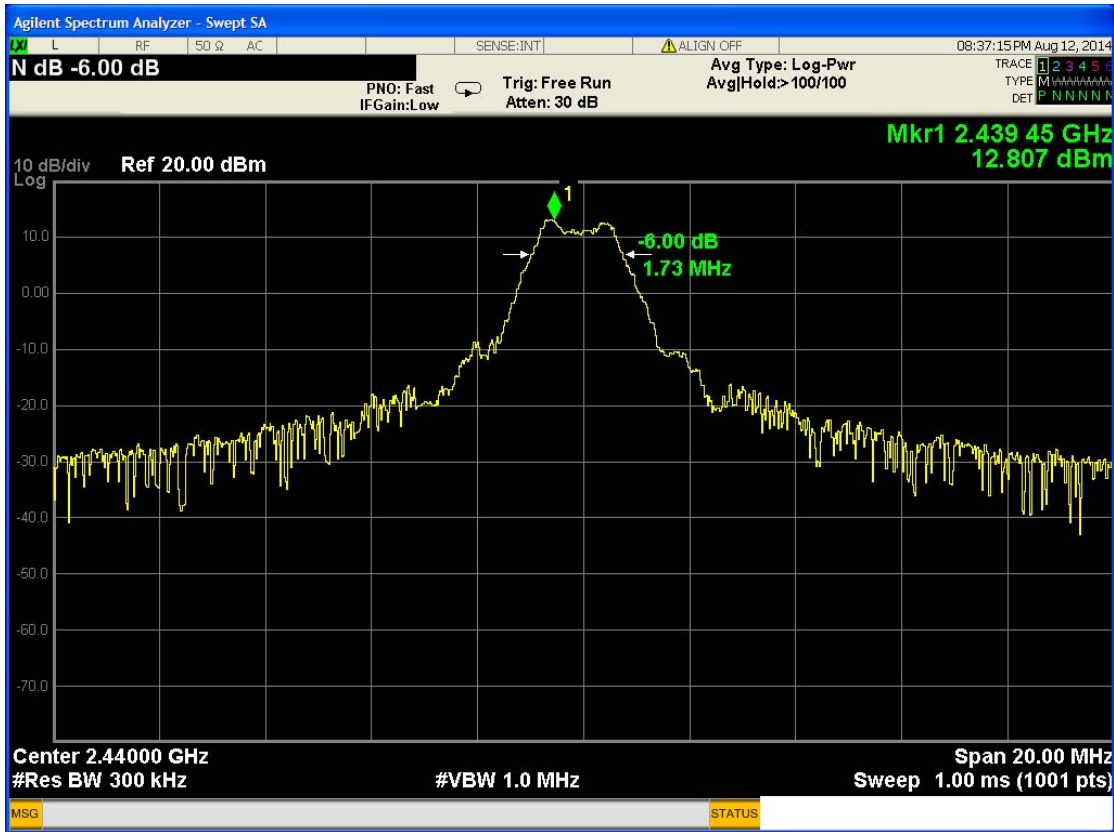 Agilent Spectrum Analyzer - Swept SA
LXI L RF 50 Ω AC SENSE:INT ALIGN OFF 08:37:15 PM Aug 12, 2014
N dB -6.00 dB
PNO: Fast
IFGain:Low
Trig: Free Run
Atten: 30 dB
Avg Type: Log-Pwr
Avg|Hold:>100/100
TRACE 1 2 3 4 5 6
TYPE M
DET P N N N N N
Mkr1 2.439 45 GHz
12.807 dBm
10 dB/div Ref 20.00 dBm
Log
1
10.0
-6.00 dB
1.73 MHz
0.00
-10.0
-20.0
-30.0
-40.0
-50.0
-60.0
-70.0
Center 2.44000 GHz Span 20.00 MHz
#Res BW 300 kHz #VBW 1.0 MHz Sweep 1.00 ms (1001 pts)
MSG STATUS